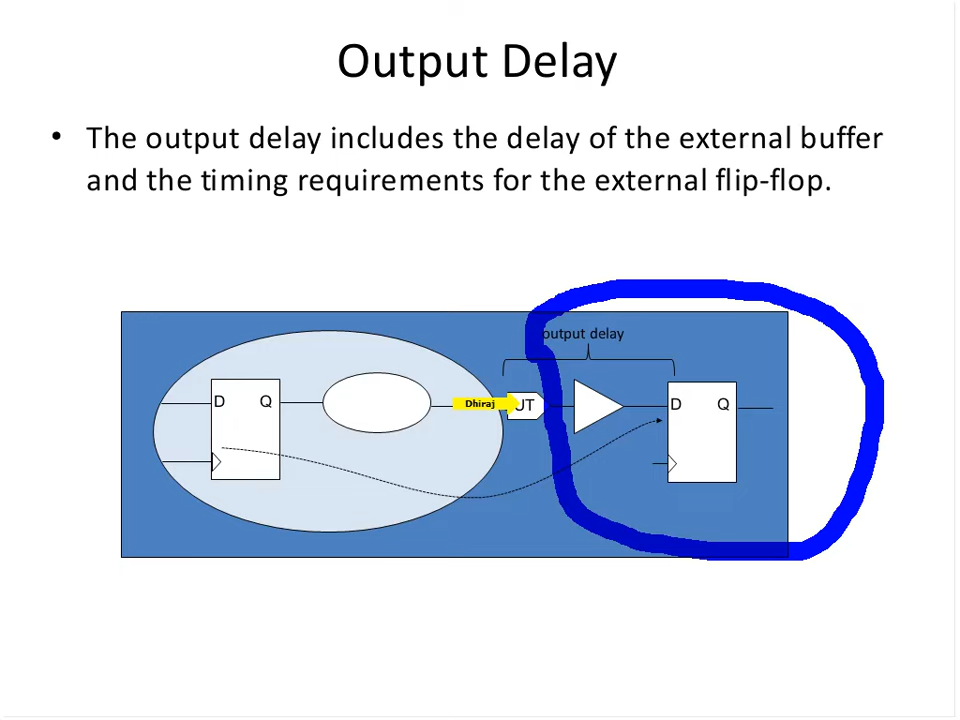 Output Delay
• The output delay includes the delay of the external buffer
and the timing requirements for the external flip-flop.
output delay
D Q
Dhiraj
UT
D Q